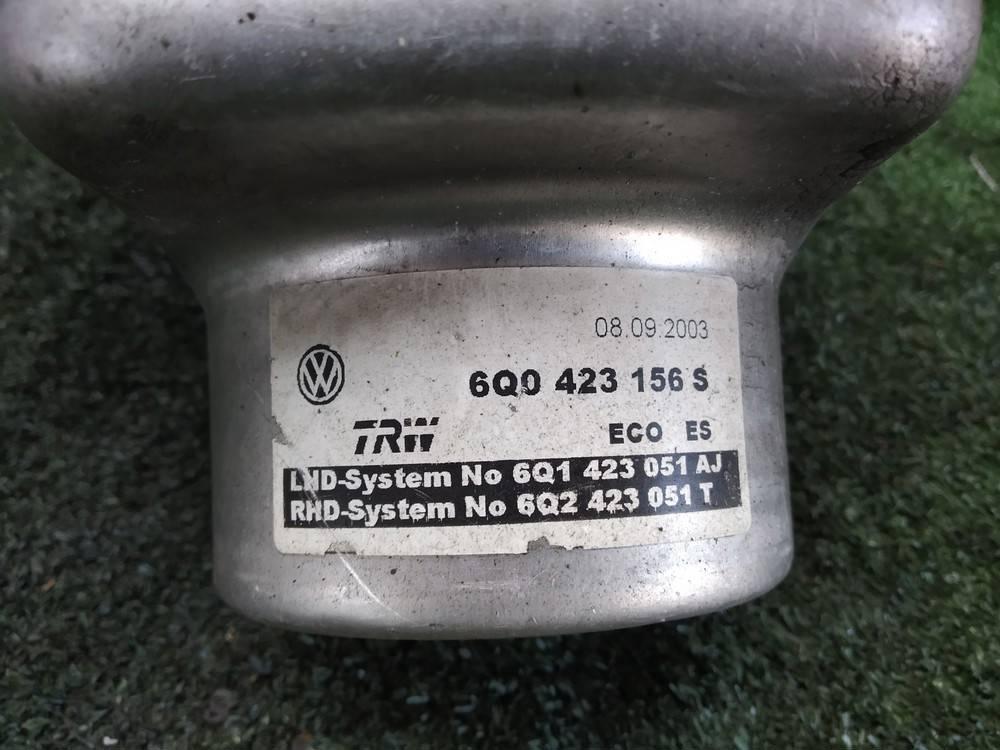 08.09.2003
6Q0 423 156 S
TRW
ECO ES
LHD-System No 6Q1 423 051 AJ
RHD-System No 6Q2 423 051 T